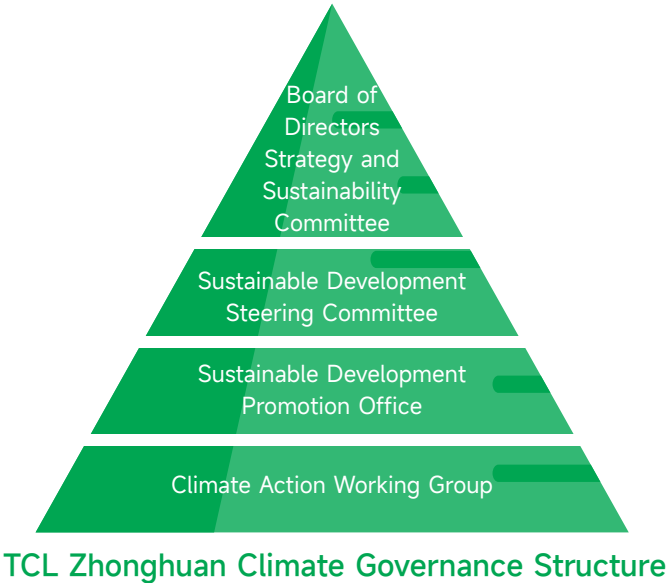 Board of
Directors
Strategy and
Sustainability
Committee
Sustainable Development
Steering Committee
Sustainable Development
Promotion Office
Climate Action Working Group
TCL Zhonghuan Climate Governance Structure